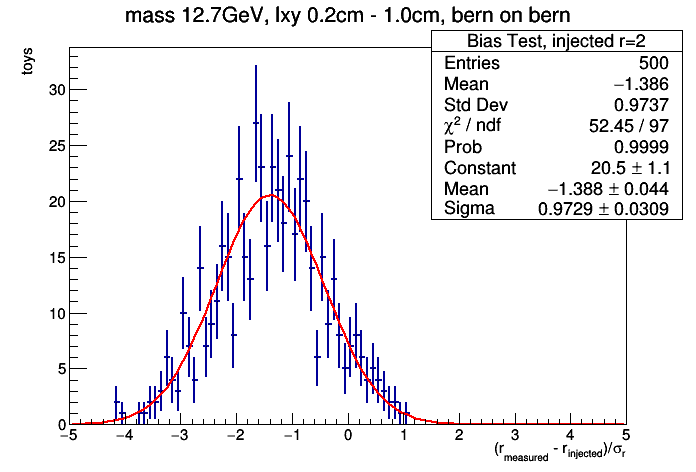 mass 12.7GeV, lxy 0.2cm - 1.0cm, bern on bern
Bias Test, injected r=2
Entries 500
Mean −1.386
Std Dev 0.9737
χ² / ndf 52.45 / 97
Prob 0.9999
Constant 20.5 ± 1.1
Mean −1.388 ± 0.044
Sigma 0.9729 ± 0.0309
toys
30
25
20
15
10
5
0
−5 −4 −3 −2 −1 0 1 2 3 4 5
(r_measured - r_injected)/σ_r